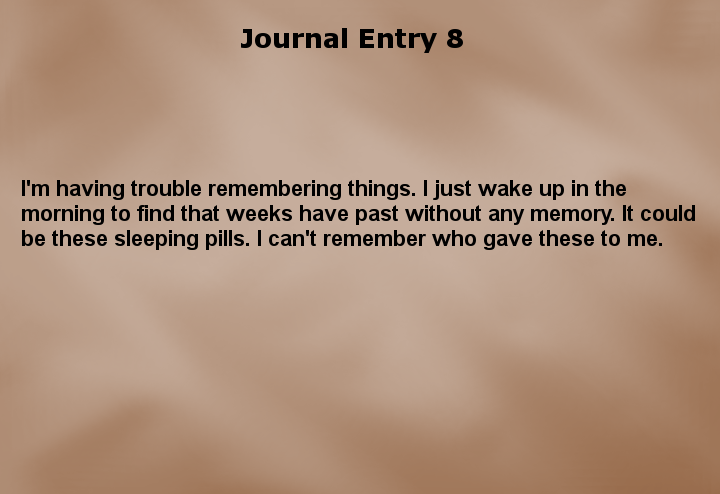 Journal Entry 8
I'm having trouble remembering things. I just wake up in the
morning to find that weeks have past without any memory. It could
be these sleeping pills. I can't remember who gave these to me.